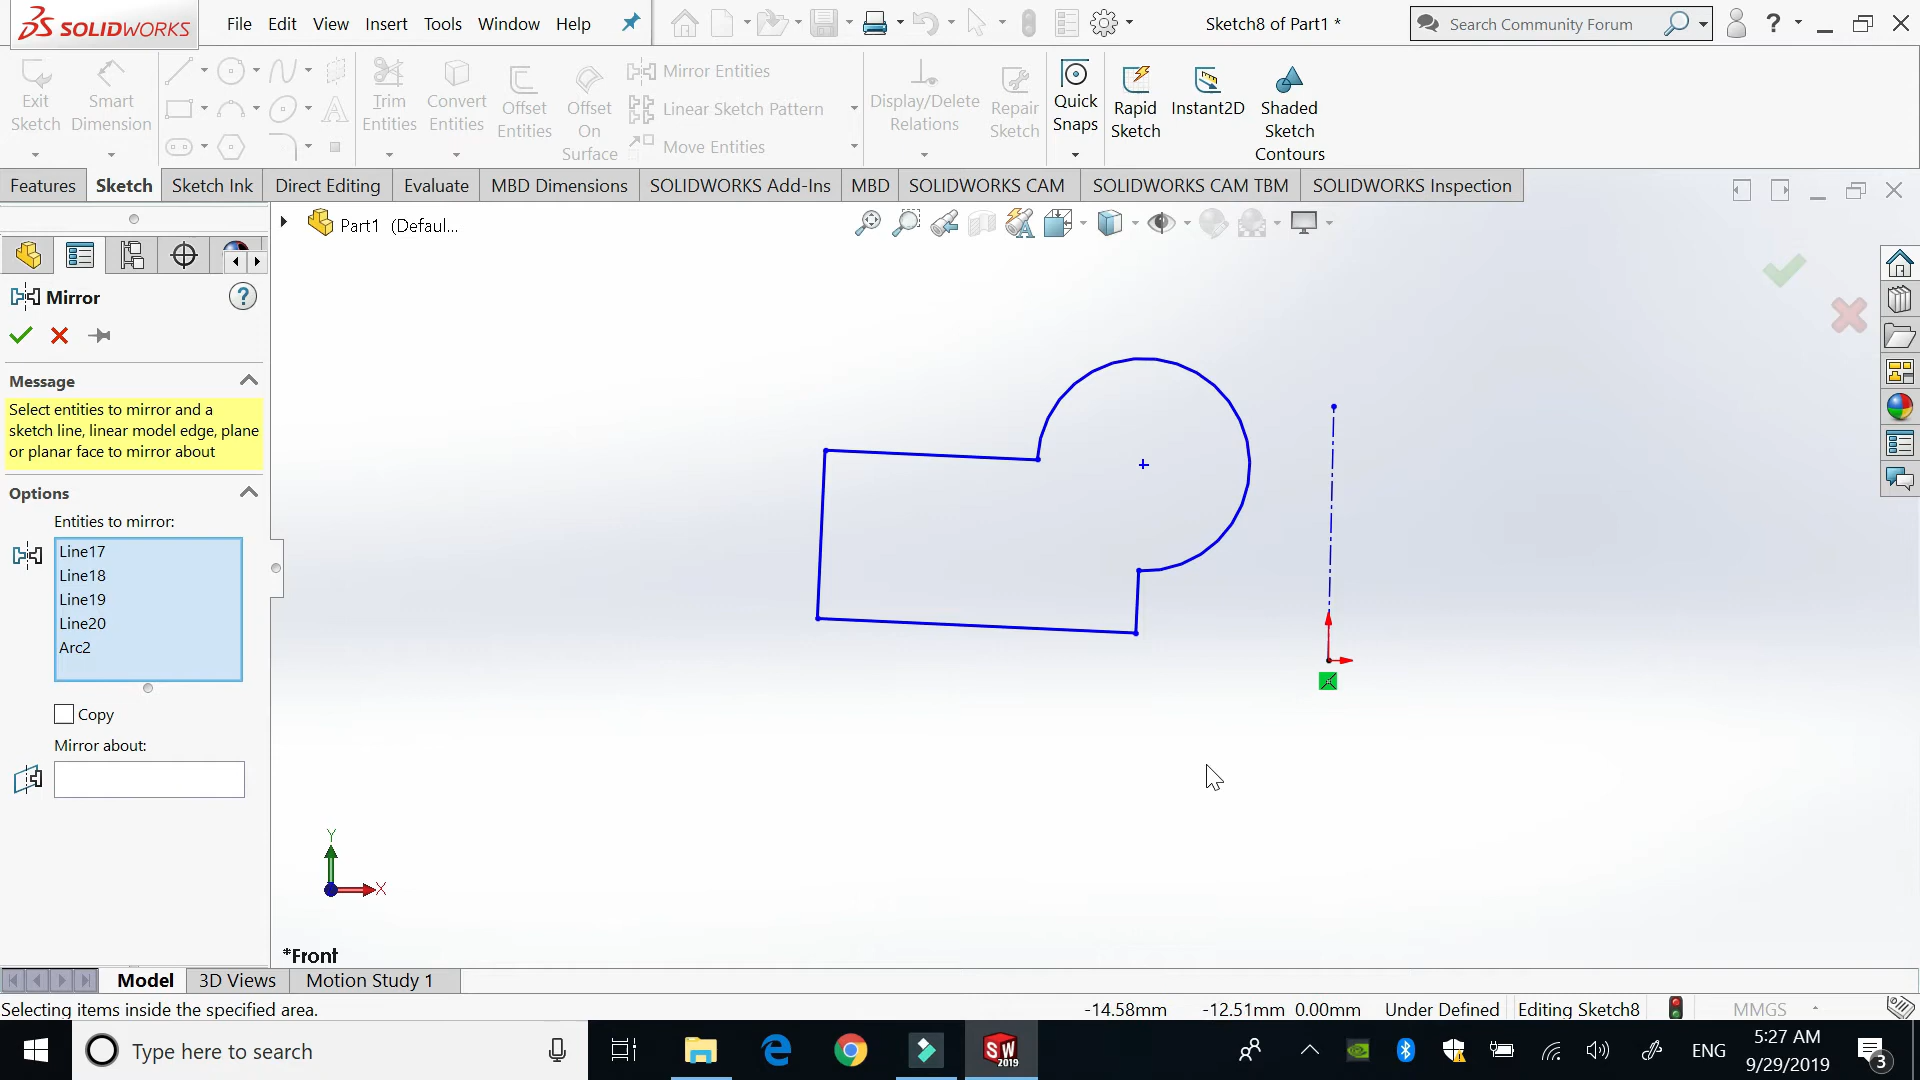 SOLIDWORKS File Edit View Insert Tools Window Help Sketch8 of Part1 * Search Community Forum ?
Exit Sketch
Smart Dimension
Trim Entities
Convert Entities
Offset Entities
Offset On Surface
Mirror Entities
Linear Sketch Pattern
Move Entities
Display/Delete Relations
Repair Sketch
Quick Snaps
Rapid Sketch
Instant2D
Shaded Sketch Contours
Features Sketch Sketch Ink Direct Editing Evaluate MBD Dimensions SOLIDWORKS Add-Ins MBD SOLIDWORKS CAM SOLIDWORKS CAM TBM SOLIDWORKS Inspection
Part1 (Defaul...
Mirror ?
Message
Select entities to mirror and a
sketch line, linear model edge, plane
or planar face to mirror about
Options
Entities to mirror:
Line17
Line18
Line19
Line20
Arc2
Copy
Mirror about:
Y
X
*Front
Model 3D Views Motion Study 1
Selecting items inside the specified area. -14.58mm -12.51mm 0.00mm Under Defined Editing Sketch8 MMGS
Type here to search SW 2019 ENG 5:27 AM
9/29/2019 3